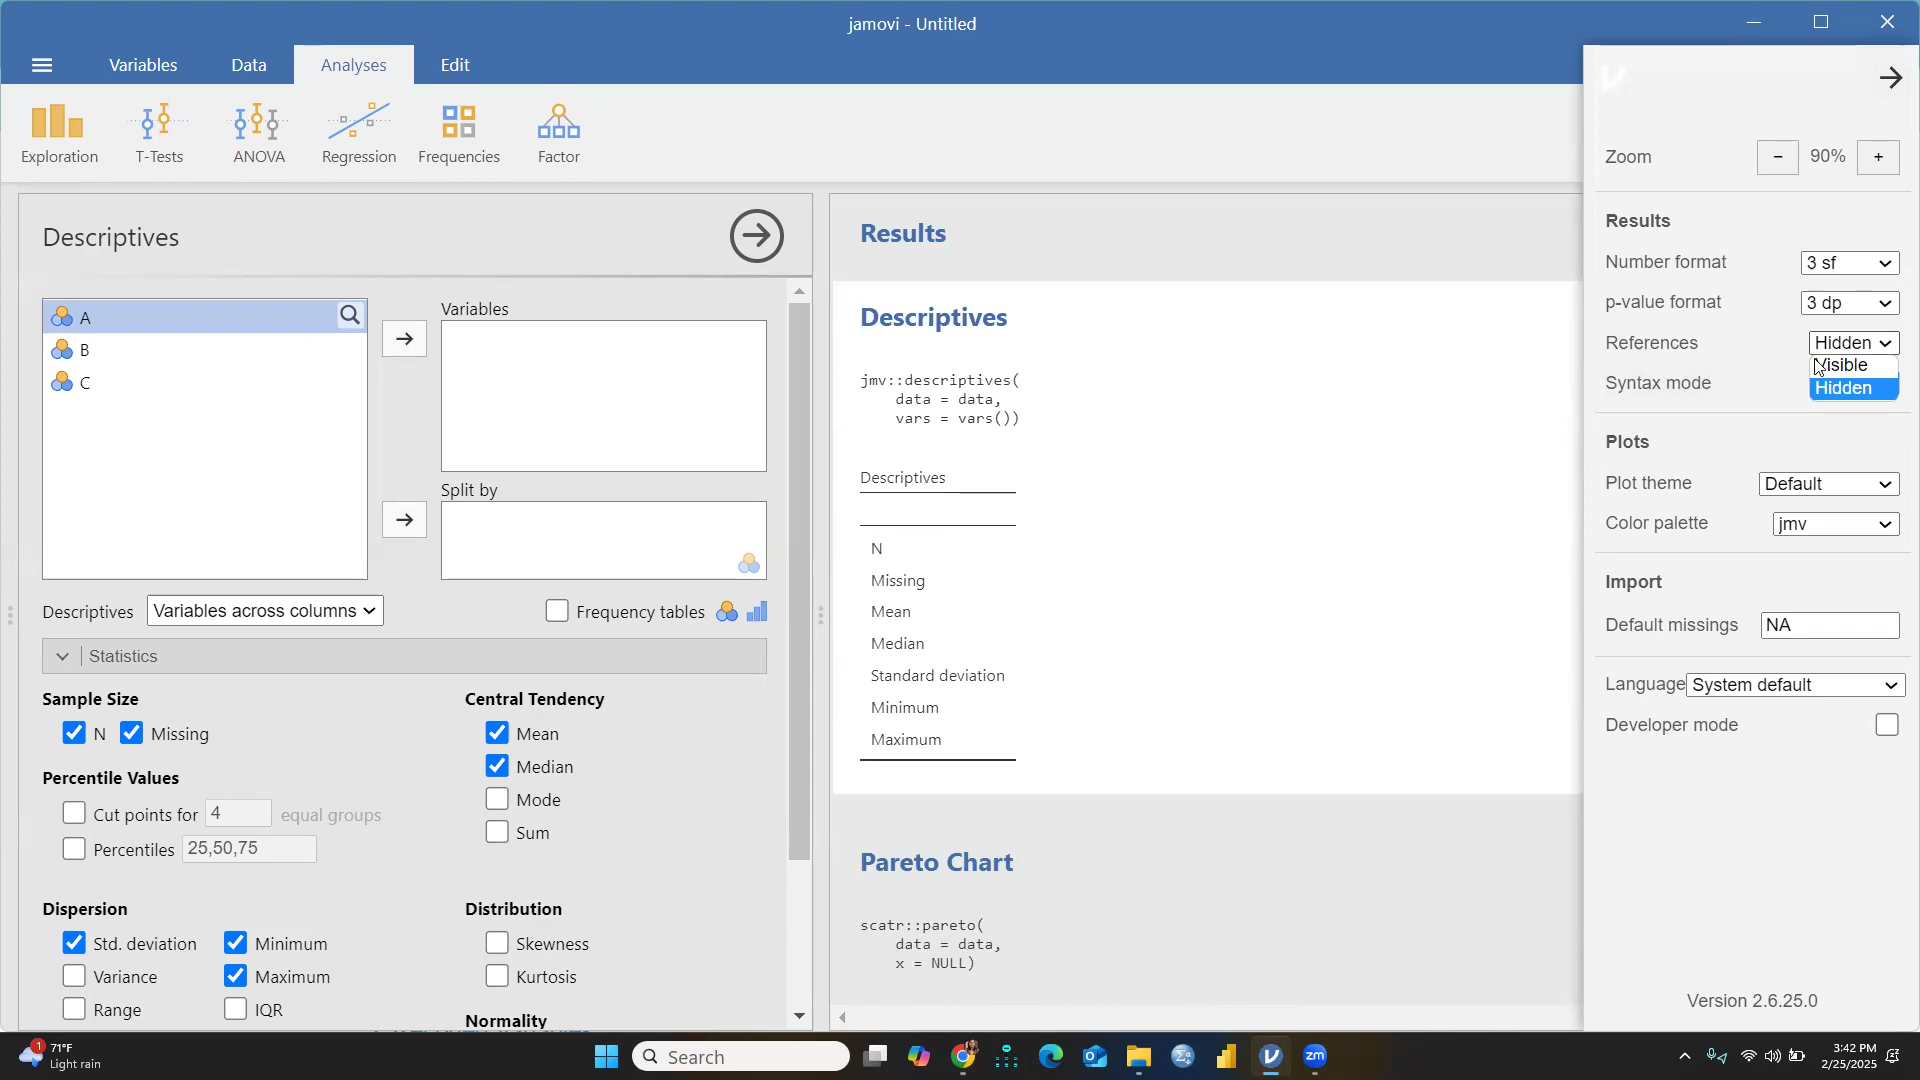 jamovi - Untitled
Variables
Data
Analyses
Edit
Exploration
T-Tests
ANOVA
Regression
Frequencies
Factor
Descriptives
A
B
C
Variables
Split by
Descriptives
Variables across columns
Frequency tables
Statistics
Sample Size
N
Missing
Percentile Values
Cut points for
4
equal groups
Percentiles
25,50,75
Central Tendency
Mean
Median
Mode
Sum
Dispersion
Std. deviation
Minimum
Variance
Maximum
Range
IQR
Distribution
Skewness
Kurtosis
Normality
Results
Descriptives
jmv::descriptives(
data = data,
vars = vars())
Descriptives
N
Missing
Mean
Median
Standard deviation
Minimum
Maximum
Pareto Chart
scatr::pareto(
data = data,
x = NULL)
Zoom
−
90%
+
Results
Number format
3 sf
p-value format
3 dp
References
Hidden
Visible
Hidden
Syntax mode
Plots
Plot theme
Default
Color palette
jmv
Import
Default missings
NA
Language
System default
Developer mode
Version 2.6.25.0
1
71°F
Light rain
Search
zm
3:42 PM
2/25/2025